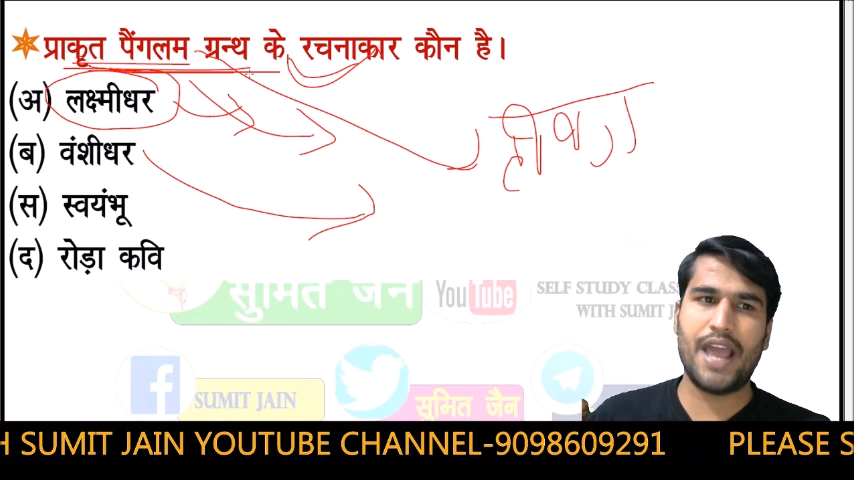 प्राकृत पैंगलम ग्रन्थ के रचनाकार कौन है।
(अ) लक्ष्मीधर
(ब) वंशीधर
(स) स्वयंभू
(द) रोड़ा कवि
सुमित जैन
YouTube
SELF STUDY CLASS
WITH SUMIT J
SUMIT JAIN
सुमित जैन
H SUMIT JAIN YOUTUBE CHANNEL-9098609291 PLEASE S